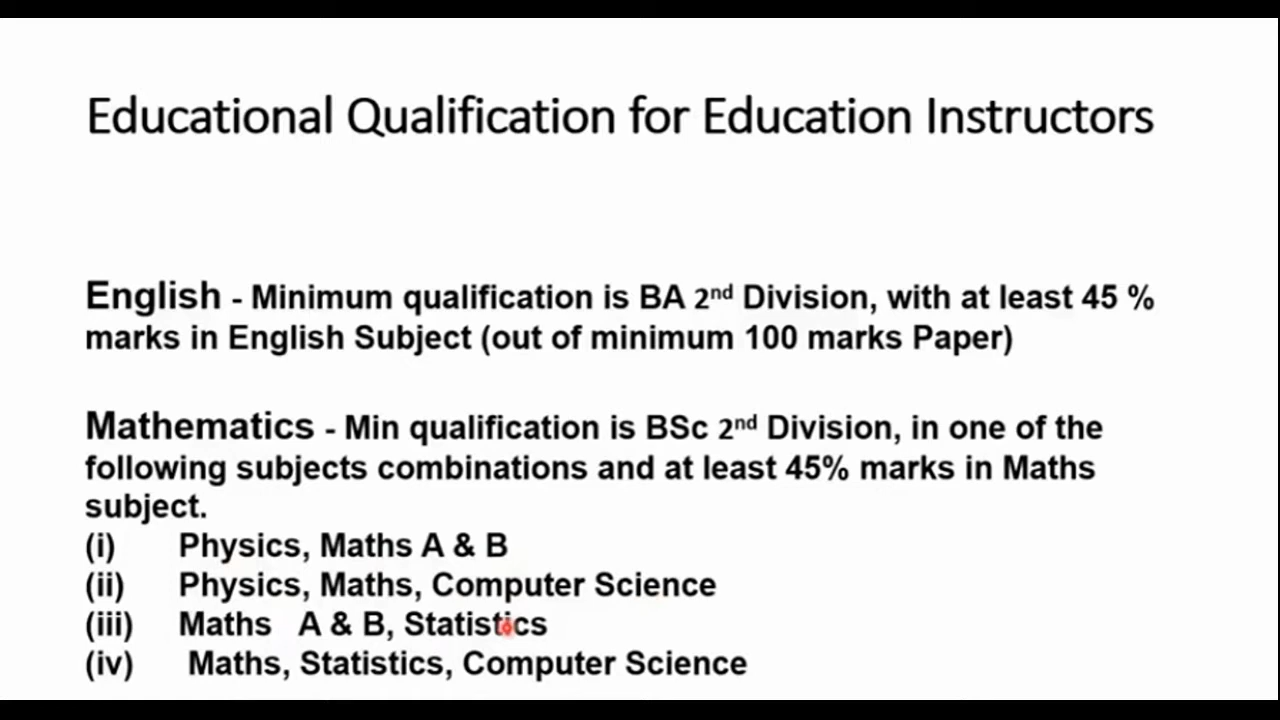 Educational Qualification for Education Instructors
English - Minimum qualification is BA 2nd Division, with at least 45 %
marks in English Subject (out of minimum 100 marks Paper)
Mathematics - Min qualification is BSc 2nd Division, in one of the
following subjects combinations and at least 45% marks in Maths
subject.
(i) Physics, Maths A & B
(ii) Physics, Maths, Computer Science
(iii) Maths A & B, Statistics
(iv) Maths, Statistics, Computer Science